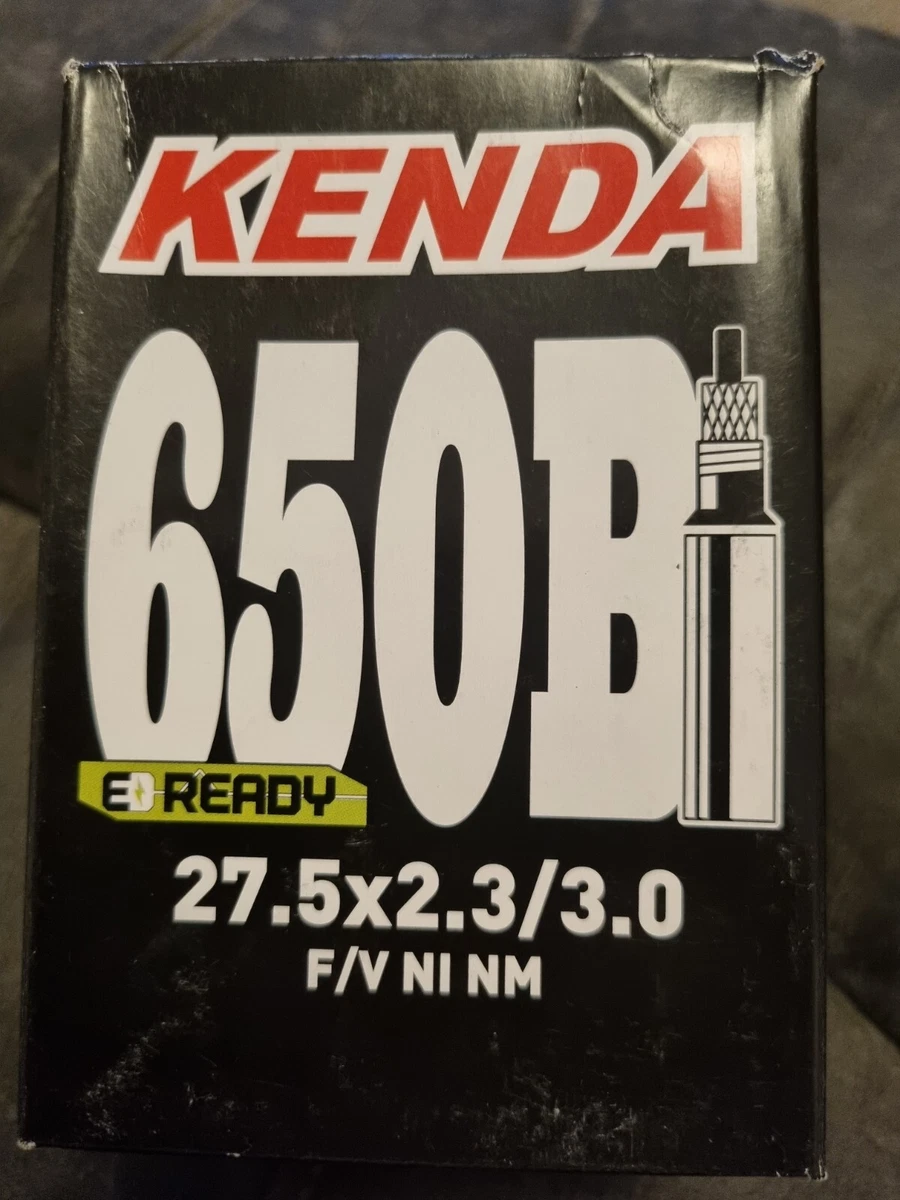 KENDA
650B
E READY
27.5x2.3/3.0
F/V NI NM